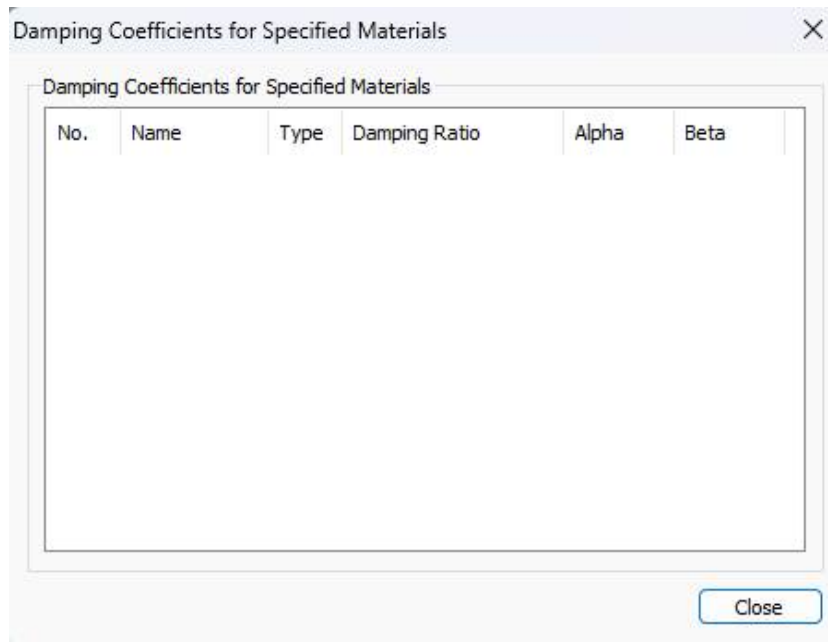 Damping Coefficients for Specified Materials
Damping Coefficients for Specified Materials
No. Name Type Damping Ratio Alpha Beta
Close